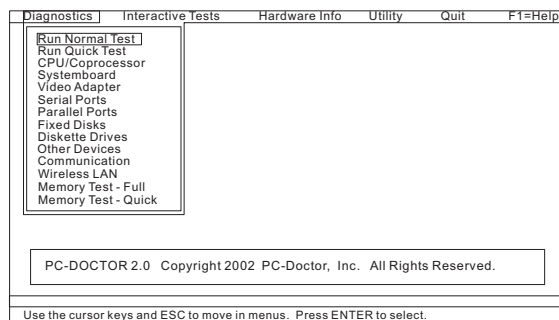 Diagnostics Interactive Tests Hardware Info Utility Quit F1=Help
Run Normal Test
Run Quick Test
CPU/Coprocessor
Systemboard
Video Adapter
Serial Ports
Parallel Ports
Fixed Disks
Diskette Drives
Other Devices
Communication
Wireless LAN
Memory Test - Full
Memory Test - Quick
PC-DOCTOR 2.0 Copyright 2002 PC-Doctor, Inc. All Rights Reserved.
Use the cursor keys and ESC to move in menus. Press ENTER to select.